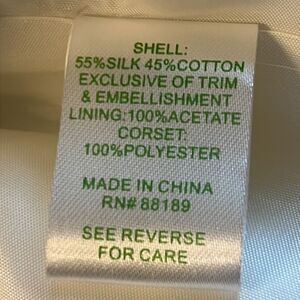 SHELL:
55%SILK 45%COTTON
EXCLUSIVE OF TRIM
& EMBELLISHMENT
LINING:100%ACETATE
CORSET:
100%POLYESTER
MADE IN CHINA
RN# 88189
SEE REVERSE
FOR CARE